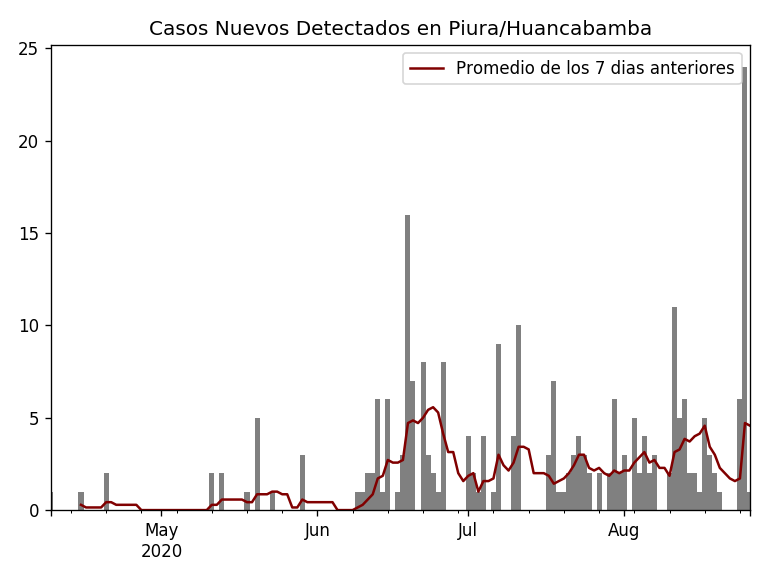 Casos Nuevos Detectados en Piura/Huancabamba
Promedio de los 7 dias anteriores
25
20
15
10
5
0
May Jun Jul Aug
2020